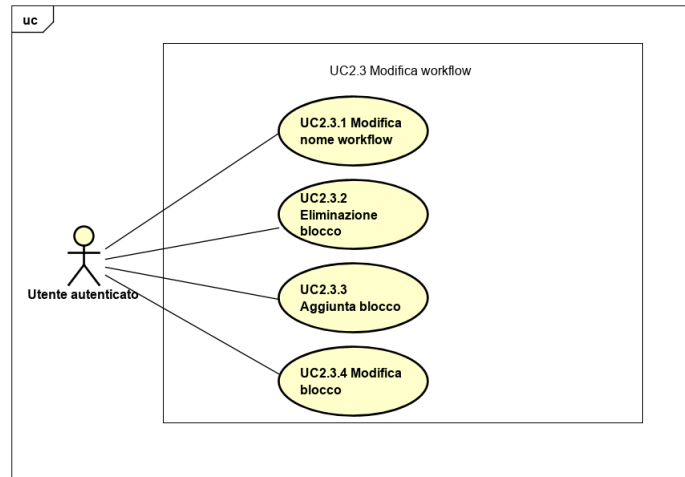 uc
UC2.3 Modifica workflow
UC2.3.1 Modifica
nome workflow
UC2.3.2
Eliminazione
blocco
Utente autenticato
UC2.3.3
Aggiunta blocco
UC2.3.4 Modifica
blocco